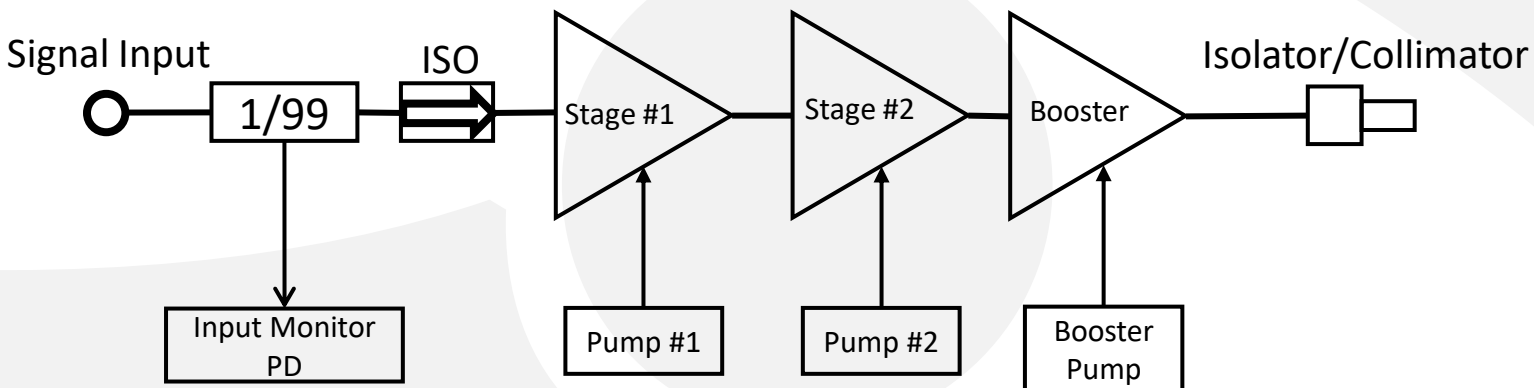 Signal Input
1/99
ISO
Stage #1
Stage #2
Booster
Isolator/Collimator
Input Monitor
PD
Pump #1
Pump #2
Booster
Pump